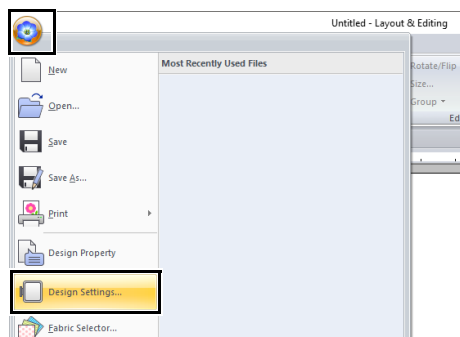 Untitled - Layout & Editing
New
Most Recently Used Files
Rotate/Flip
Open...
Size...
Group
Ed
Save
Save As...
Print
Design Property
Design Settings...
Fabric Selector...